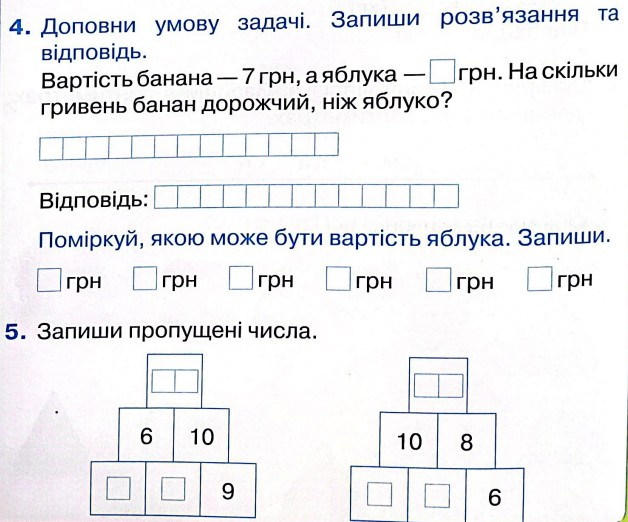 4. Доповни умову задачі. Запиши розв’язання та
відповідь.
Вартість банана — 7 грн, а яблука — грн. На скільки
гривень банан дорожчий, ніж яблуко?
Відповідь:
Поміркуй, якою може бути вартість яблука. Запиши.
грн грн грн грн грн грн
5. Запиши пропущені числа.
6 10
10 8
9
6